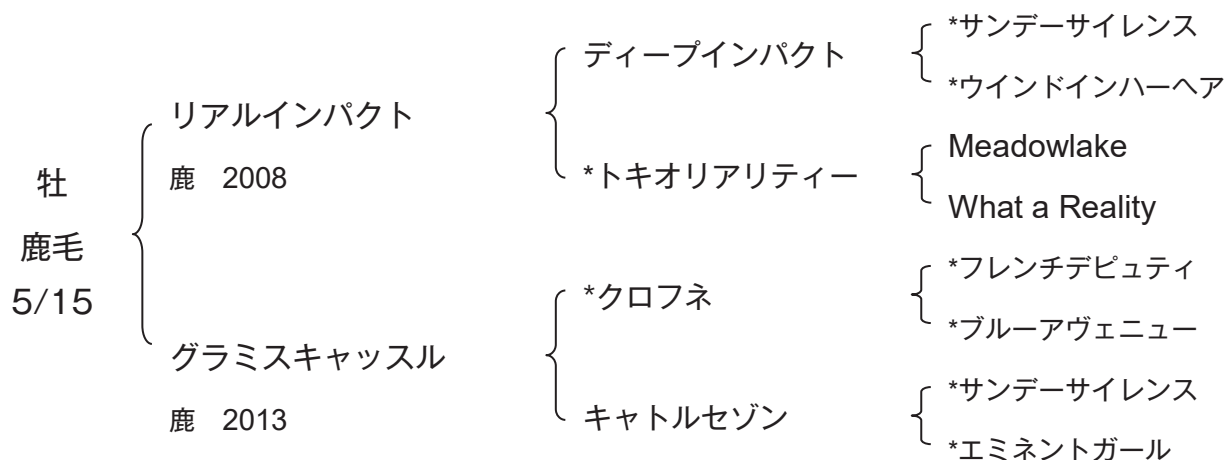 牡
鹿毛
5/15
リアルインパクト
鹿 2008
グラミスキャッスル
鹿 2013
ディープインパクト
*トキオリアリティー
*クロフネ
キャトルセゾン
*サンデーサイレンス
*ウインドインハーヘア
Meadowlake
What a Reality
*フレンチデピュティ
*ブルーアヴェニュー
*サンデーサイレンス
*エミネントガール